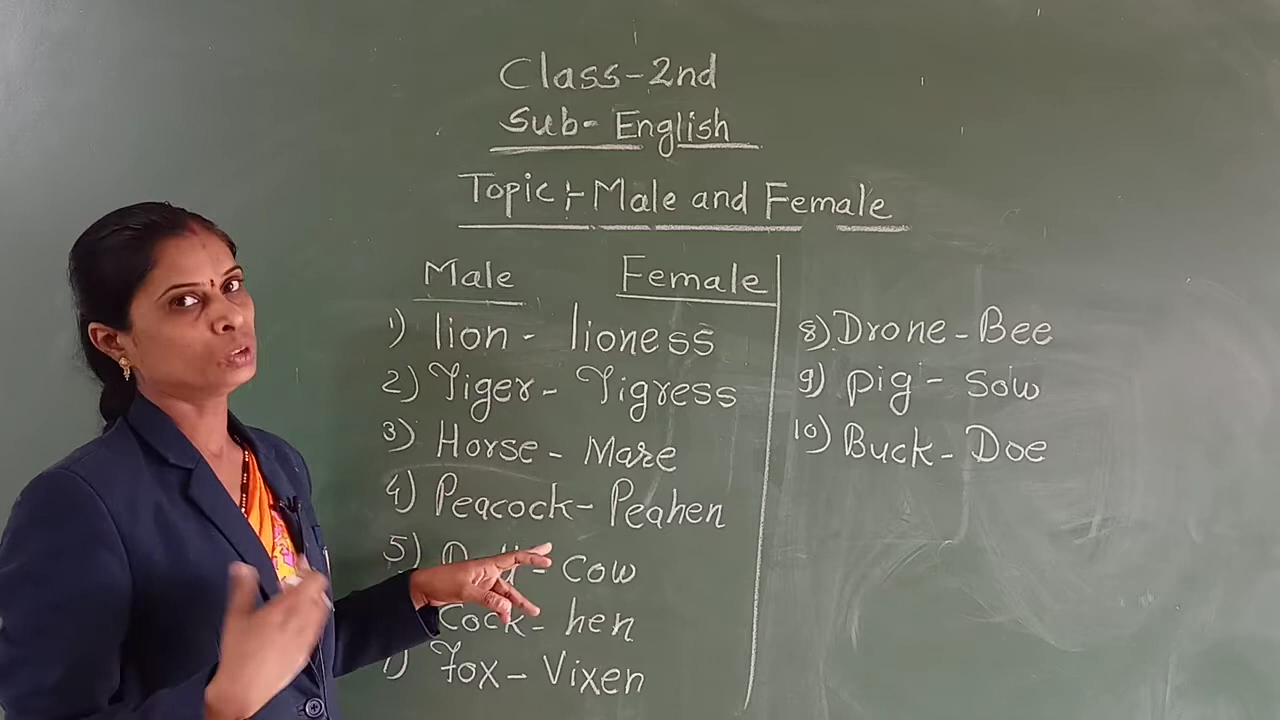 Class-2nd
Sub- English
Topic:- Male and Female
Male Female
1) lion - lioness
2) Tiger - Tigress
3) Horse - Mare
4) Peacock - Peahen
5) - Cow
Cock - hen
) Fox - Vixen
8) Drone - Bee
9) pig - Sow
10) Buck - Doe